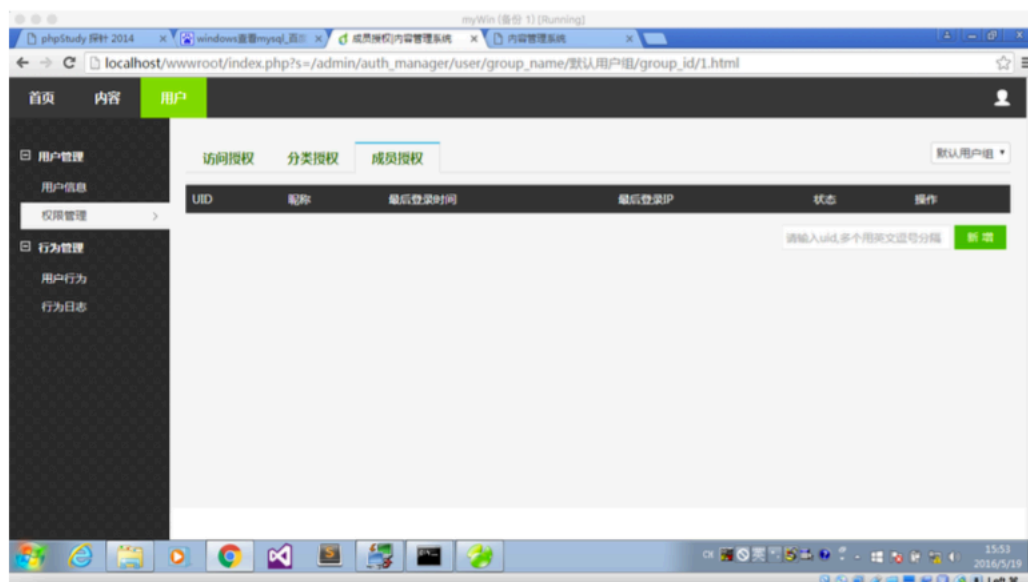 myWin (备份 1) [Running]
phpStudy 探针 2014
windows查看mysql_百度
成员授权|内容管理系统
内容管理系统
localhost/wwwroot/index.php?s=/admin/auth_manager/user/group_name/默认用户组/group_id/1.html
首页 内容 用户
用户管理
用户信息
权限管理
行为管理
用户行为
行为日志
访问授权 分类授权 成员授权
默认用户组
UID 昵称 最后登录时间 最后登录IP 状态 操作
请输入uid,多个用英文逗号分隔 新 增
CH
英
15:53
2016/5/19
Left ⌘